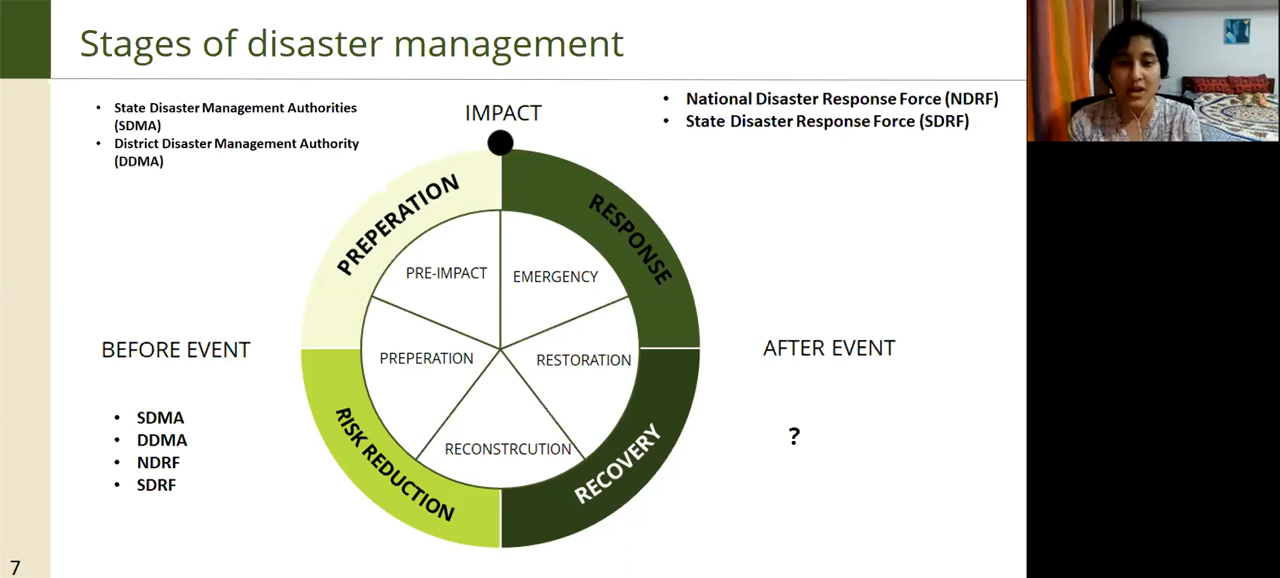 Stages of disaster management
• State Disaster Management Authorities
(SDMA)
• District Disaster Management Authority
(DDMA)
IMPACT
• National Disaster Response Force (NDRF)
• State Disaster Response Force (SDRF)
PREPERATION
RESPONSE
PRE-IMPACT
EMERGENCY
BEFORE EVENT
AFTER EVENT
PREPERATION
RESTORATION
• SDMA
• DDMA
• NDRF
• SDRF
?
RISK REDUCTION
RECONSTRCUTION
RECOVERY
7